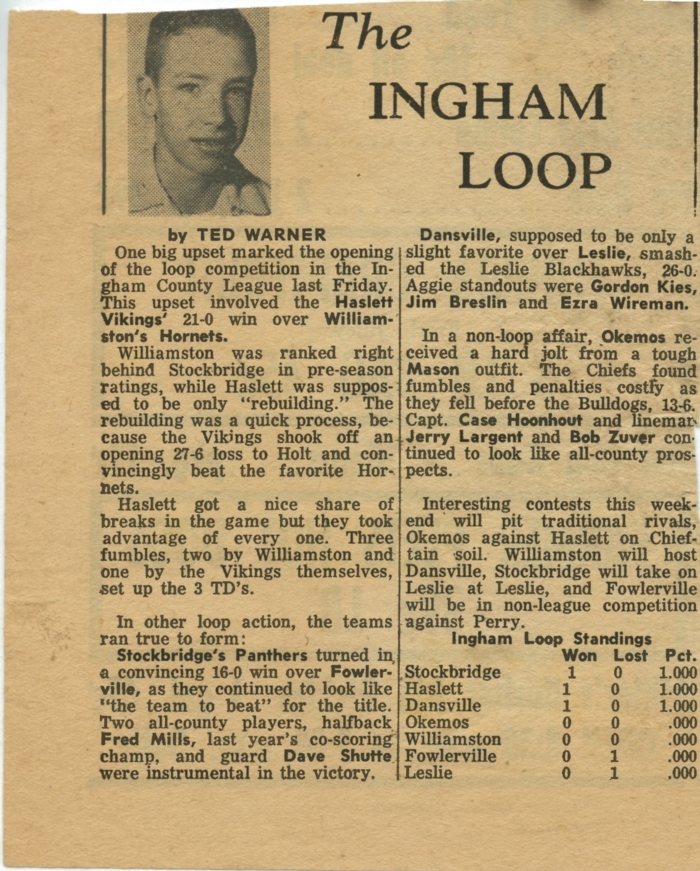 The
INGHAM
LOOP
by TED WARNER
One big upset marked the opening
of the loop competition in the In-
gham County League last Friday.
This upset involved the Haslett
Vikings' 21-0 win over William-
ston's Hornets.
Williamston was ranked right
behind Stockbridge in pre-season
ratings, while Haslett was suppos-
ed to be only "rebuilding." The
rebuilding was a quick process, be-
cause the Vikings shook off an
opening 27-6 loss to Holt and con-
vincingly beat the favorite Hor-
nets.
Haslett got a nice share of
breaks in the game but they took
advantage of every one. Three
fumbles, two by Williamston and
one by the Vikings themselves,
set up the 3 TD's.
In other loop action, the teams
ran true to form:
Stockbridge's Panthers turned in
a convincing 16-0 win over Fowler-
ville, as they continued to look like
"the team to beat" for the title.
Two all-county players, halfback
Fred Mills, last year's co-scoring
champ, and guard Dave Shutte
were instrumental in the victory.
Dansville, supposed to be only a
slight favorite over Leslie, smash-
ed the Leslie Blackhawks, 26-0.
Aggie standouts were Gordon Kies,
Jim Breslin and Ezra Wireman.
In a non-loop affair, Okemos re-
ceived a hard jolt from a tough
Mason outfit. The Chiefs found
fumbles and penalties costly as
they fell before the Bulldogs, 13-6.
Capt. Case Hoonhout and lineman
Jerry Largent and Bob Zuver con-
tinued to look like all-county pros-
pects.
Interesting contests this week-
end will pit traditional rivals,
Okemos against Haslett on Chief-
tain soil. Williamston will host
Dansville, Stockbridge will take on
Leslie at Leslie, and Fowlerville
will be in non-league competition
against Perry.
Ingham Loop Standings
Won Lost Pct.
Stockbridge 1 0 1.000
Haslett 1 0 1.000
Dansville 1 0 1.000
Okemos 0 0 .000
Williamston 0 0 .000
Fowlerville 0 1 .000
Leslie 0 1 .000